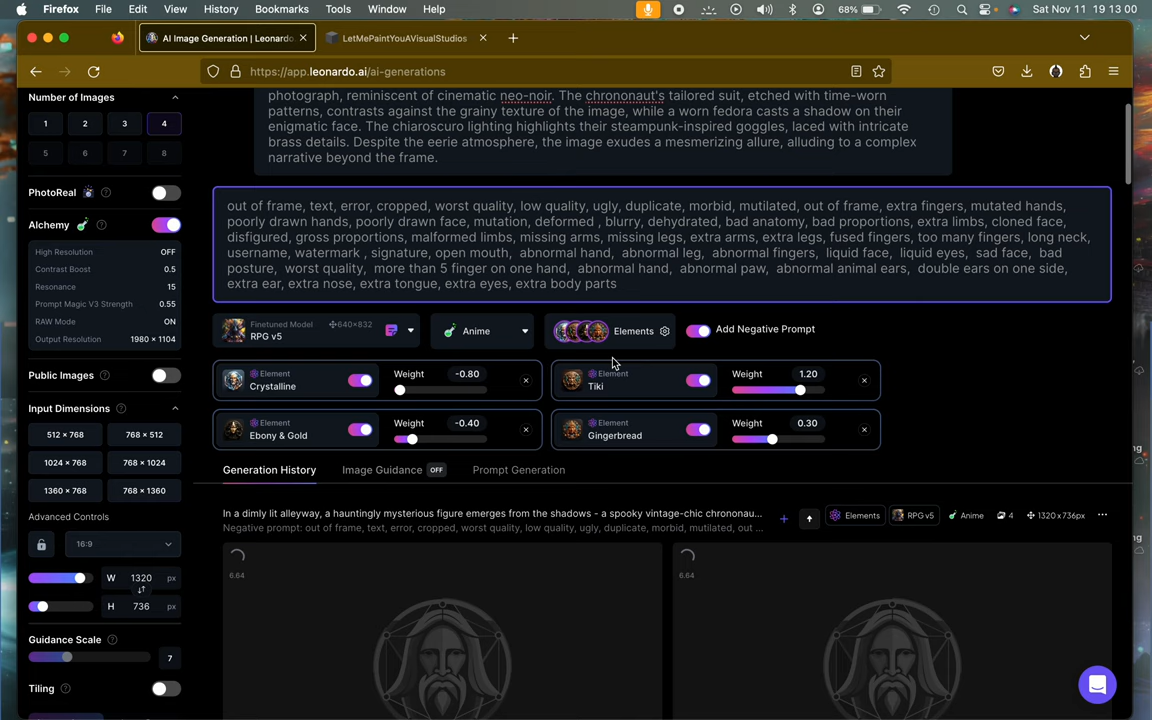 Firefox File Edit View History Bookmarks Tools Window Help 68% Sat Nov 11 19 13 00
AI Image Generation | Leonardo LetMePaintYouAVisualStudios
https://app.leonardo.ai/ai-generations
Number of Images
1 2 3 4
5 6 7 8
PhotoReal
Alchemy
High Resolution OFF
Contrast Boost 0.5
Resonance 15
Prompt Magic V3 Strength 0.55
RAW Mode ON
Output Resolution 1980 × 1104
Public Images
Input Dimensions
512 × 768 768 × 512
1024 × 768 768 × 1024
1360 × 768 768 × 1360
Advanced Controls
16:9
W 1320 px
H 736 px
Guidance Scale
7
Tiling
photograph, reminiscent of cinematic neo-noir. The chrononaut's tailored suit, etched with time-worn
patterns, contrasts against the grainy texture of the image, while a worn fedora casts a shadow on their
enigmatic face. The chiaroscuro lighting highlights their steampunk-inspired goggles, laced with intricate
brass details. Despite the eerie atmosphere, the image exudes a mesmerizing allure, alluding to a complex
narrative beyond the frame.
out of frame, text, error, cropped, worst quality, low quality, ugly, duplicate, morbid, mutilated, out of frame, extra fingers, mutated hands,
poorly drawn hands, poorly drawn face, mutation, deformed , blurry, dehydrated, bad anatomy, bad proportions, extra limbs, cloned face,
disfigured, gross proportions, malformed limbs, missing arms, missing legs, extra arms, extra legs, fused fingers, too many fingers, long neck,
username, watermark , signature, open mouth, abnormal hand, abnormal leg, abnormal fingers, liquid face, liquid eyes, sad face, bad
posture, worst quality, more than 5 finger on one hand, abnormal hand, abnormal paw, abnormal animal ears, double ears on one side,
extra ear, extra nose, extra tongue, extra eyes, extra body parts
Finetuned Model 640×832
RPG v5
Anime
Elements
Add Negative Prompt
Element
Crystalline
Weight -0.80
Element
Tiki
Weight 1.20
Element
Ebony & Gold
Weight -0.40
Element
Gingerbread
Weight 0.30
Generation History Image Guidance OFF Prompt Generation
In a dimly lit alleyway, a hauntingly mysterious figure emerges from the shadows - a spooky vintage-chic chrononau...
Negative prompt: out of frame, text, error, cropped, worst quality, low quality, ugly, duplicate, morbid, mutilated, out ...
Elements RPG v5 Anime 4 1320 x 736px
6.64 6.64